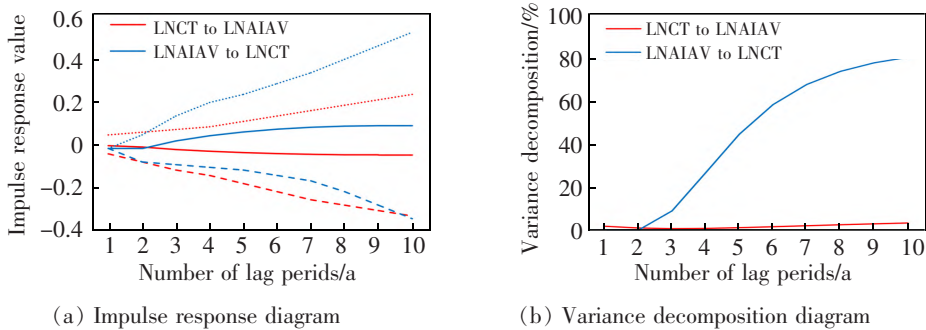 LNCT to LNAIAV
LNAIAV to LNCT
Impulse response value
0.6
0.4
0.2
0
−0.2
−0.4
1 2 3 4 5 6 7 8 9 10
Number of lag perids/a
(a) Impulse response diagram
LNCT to LNAIAV
LNAIAV to LNCT
Variance decomposition/%
80
80
60
40
20
0
1 2 3 4 5 6 7 8 9 10
Number of lag perids/a
(b) Variance decomposition diagram